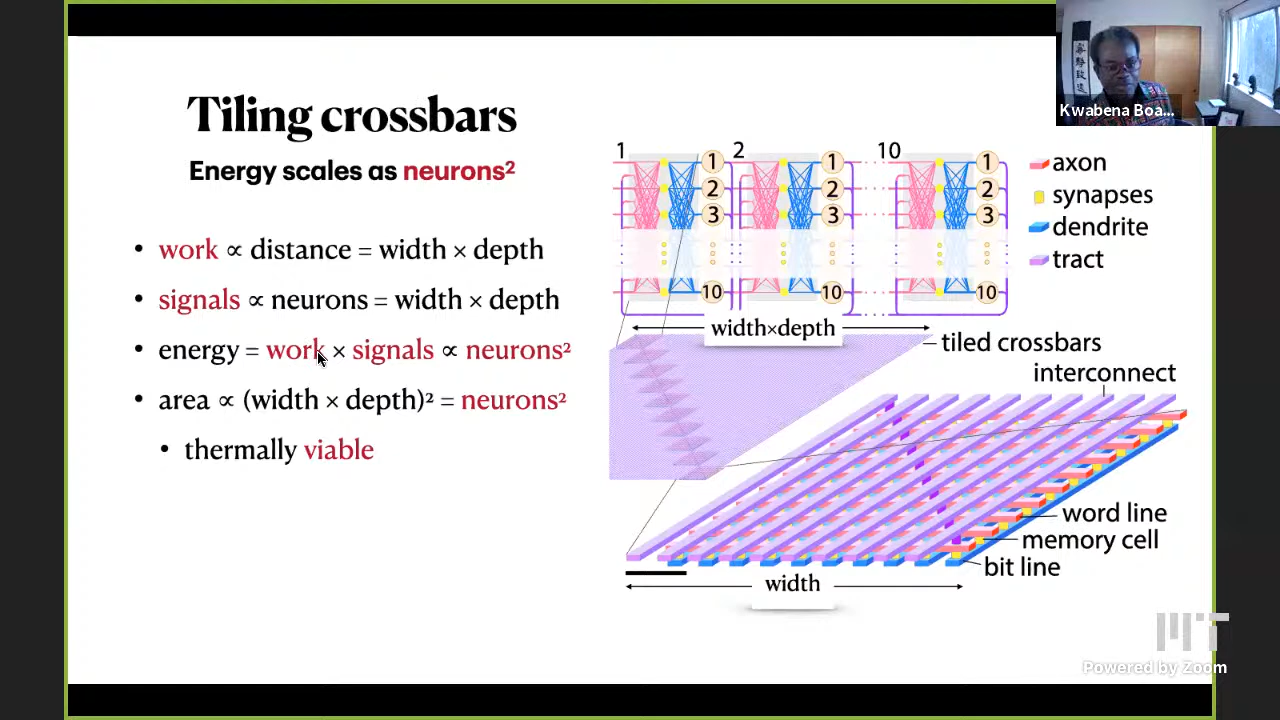 Tiling crossbars
Energy scales as neurons²
• work ∝ distance = width × depth
• signals ∝ neurons = width × depth
• energy = work × signals ∝ neurons²
• area ∝ (width × depth)² = neurons²
• thermally viable
1 2 10
1 1 1
2 2 2
3 3 3
10 10 10
axon
synapses
dendrite
tract
width×depth
tiled crossbars
interconnect
word line
memory cell
bit line
width
Kwabena Boa...
MIT
Powered by Zoom